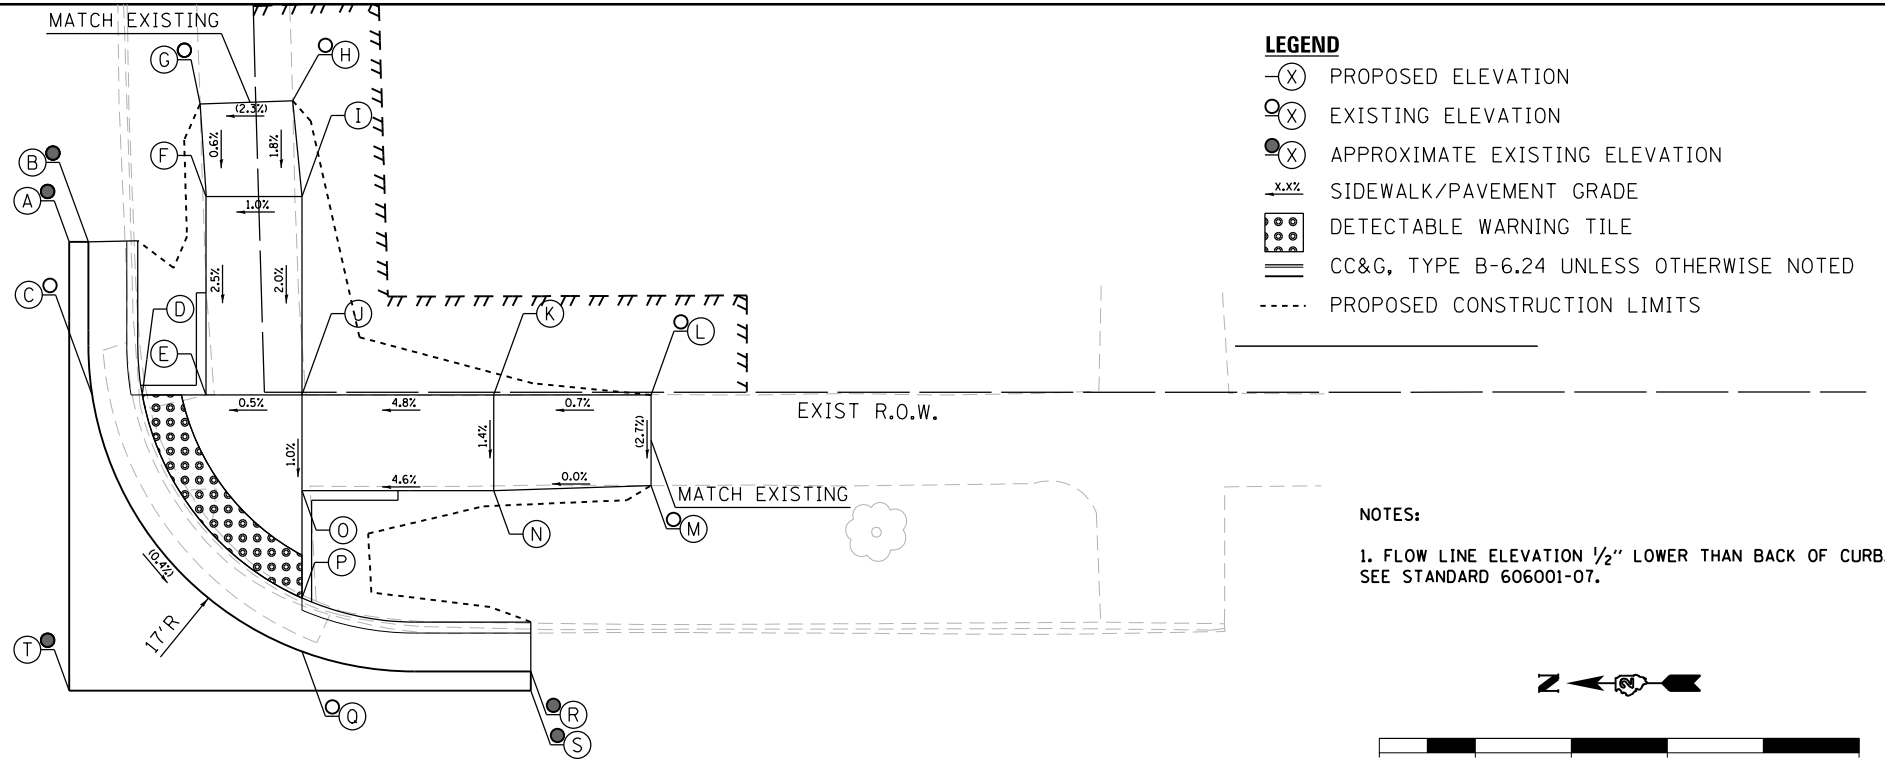 MATCH EXISTING
G
H
(2.3%)
I
0.6%
1.8%
F
B
A
1.0%
C
2.5%
2.0%
D
J
K
L
E
0.5%
4.8%
0.7%
EXIST R.O.W.
1.0%
1.4%
(2.7%)
4.6%
0.0%
MATCH EXISTING
O
N
M
P
(0.4%)
17'R
T
Q
R
S
LEGEND
X PROPOSED ELEVATION
X EXISTING ELEVATION
X APPROXIMATE EXISTING ELEVATION
X.X% SIDEWALK/PAVEMENT GRADE
DETECTABLE WARNING TILE
CC&G, TYPE B-6.24 UNLESS OTHERWISE NOTED
PROPOSED CONSTRUCTION LIMITS
NOTES:
1. FLOW LINE ELEVATION 1/2" LOWER THAN BACK OF CURB.
SEE STANDARD 606001-07.
N